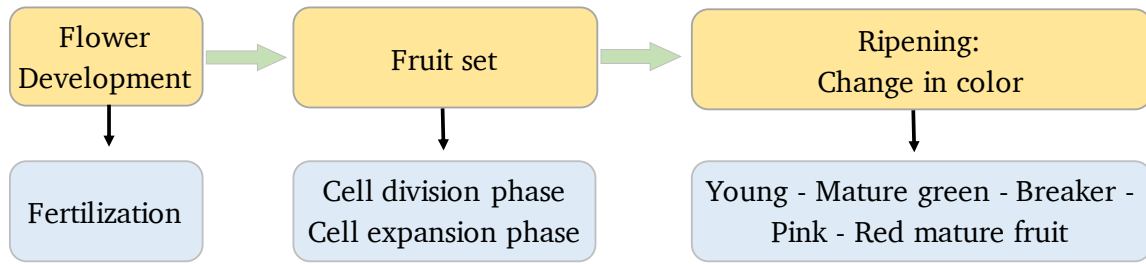 Flower
Development
Fruit set
Ripening:
Change in color
Fertilization
Cell division phase
Cell expansion phase
Young - Mature green - Breaker -
Pink - Red mature fruit